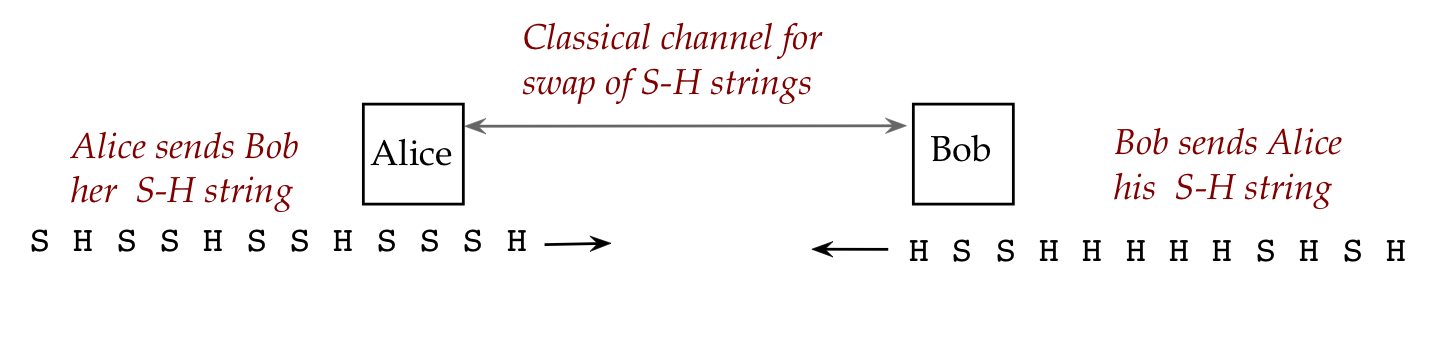 Classical channel for
swap of S-H strings
Alice sends Bob
her S-H string
Alice
Bob
Bob sends Alice
his S-H string
S H S S H S S H S S S H
H S S H H H H H S H S H